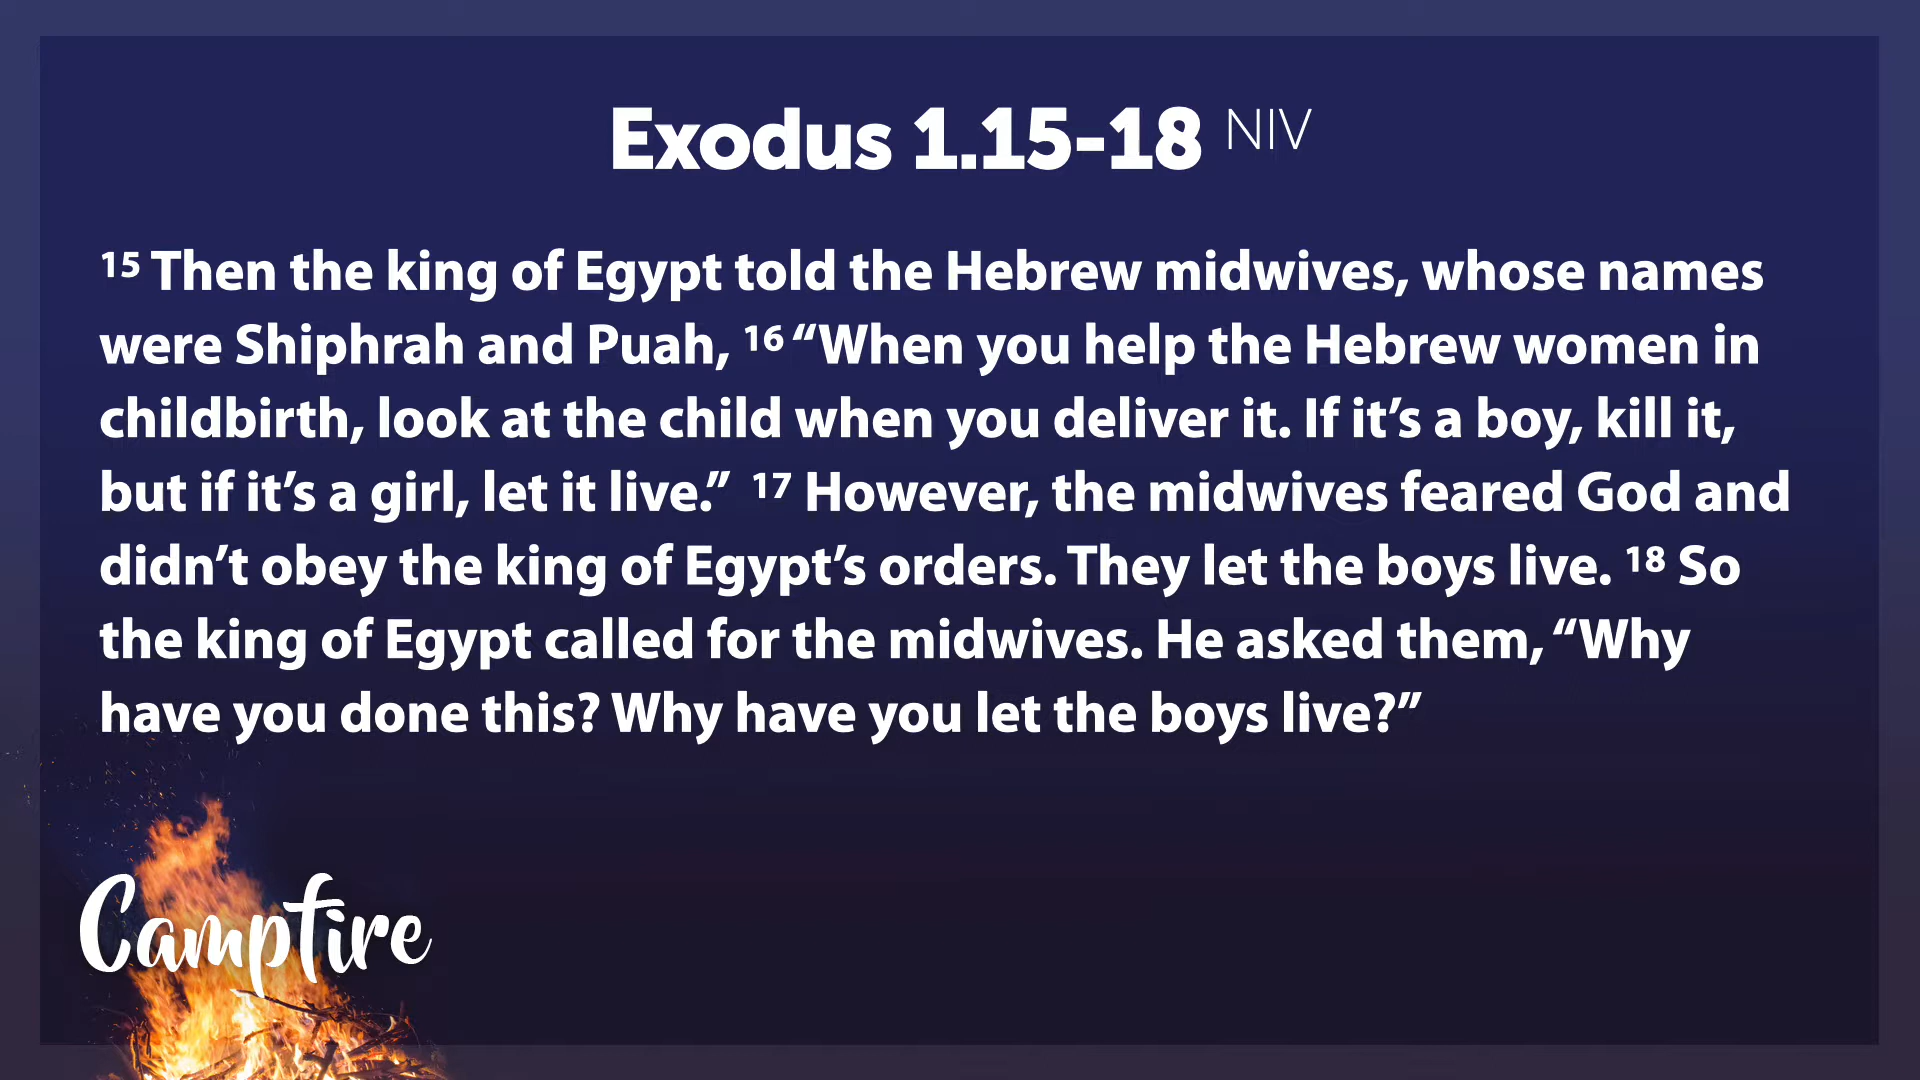 Exodus 1.15-18 NIV
15 Then the king of Egypt told the Hebrew midwives, whose names
were Shiphrah and Puah, 16 “When you help the Hebrew women in
childbirth, look at the child when you deliver it. If it’s a boy, kill it,
but if it’s a girl, let it live.” 17 However, the midwives feared God and
didn’t obey the king of Egypt’s orders. They let the boys live. 18 So
the king of Egypt called for the midwives. He asked them, “Why
have you done this? Why have you let the boys live?”
Campfire